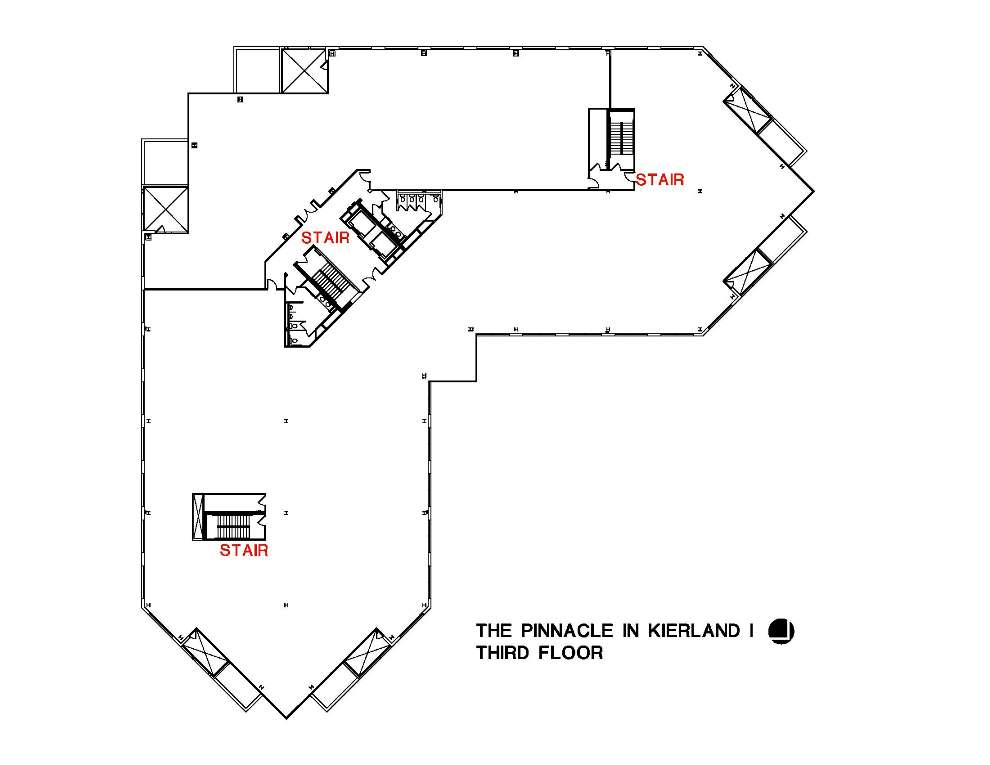 STAIR
STAIR
STAIR
THE PINNACLE IN KIERLAND I
THIRD FLOOR